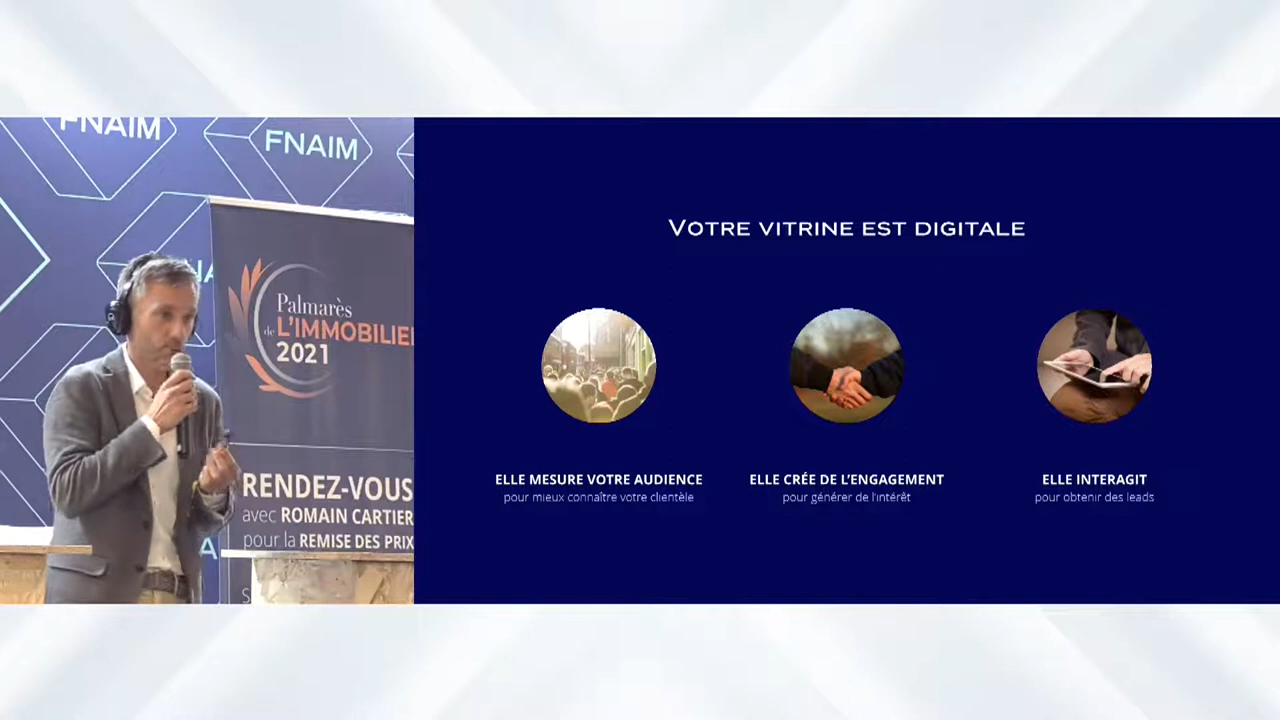 FNAIM
FNAIM
Palmarès
de L'IMMOBILIER
2021
RENDEZ-VOUS
avec ROMAIN CARTIER
pour la REMISE DES PRIX
VOTRE VITRINE EST DIGITALE
ELLE MESURE VOTRE AUDIENCE
pour mieux connaître votre clientèle
ELLE CRÉE DE L'ENGAGEMENT
pour générer de l'intérêt
ELLE INTERAGIT
pour obtenir des leads